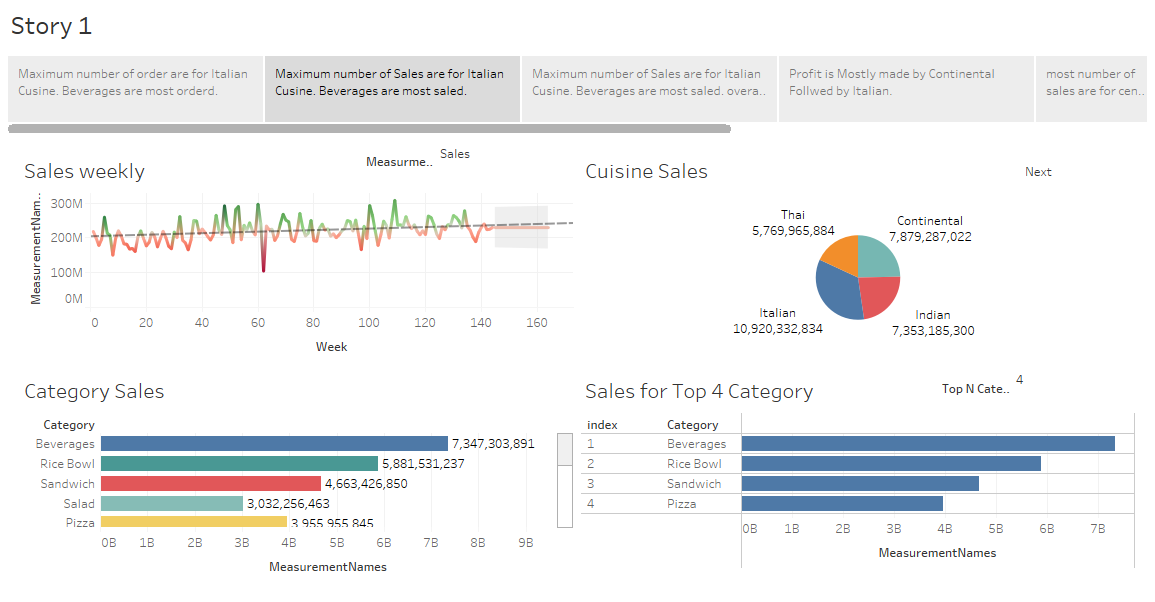 Story 1
Maximum number of order are for Italian
Cusine. Beverages are most orderd.
Maximum number of Sales are for Italian
Cusine. Beverages are most saled.
Maximum number of Sales are for Italian
Cusine. Beverages are most saled. overa..
Profit is Mostly made by Continental
Follwed by Italian.
most number of
sales are for cen..
Sales weekly
Measurme..
Sales
MeasurementNam..
300M
200M
100M
0M
0 20 40 60 80 100 120 140 160
Week
Cuisine Sales
Next
Thai
5,769,965,884
Continental
7,879,287,022
Italian
10,920,332,834
Indian
7,353,185,300
Category Sales
Category
Beverages 7,347,303,891
Rice Bowl 5,881,531,237
Sandwich 4,663,426,850
Salad 3,032,256,463
Pizza 3,955,955,845
0B 1B 2B 3B 4B 5B 6B 7B 8B 9B
MeasurementNames
Sales for Top 4 Category
Top N Cate..
4
index Category
1 Beverages
2 Rice Bowl
3 Sandwich
4 Pizza
0B 1B 2B 3B 4B 5B 6B 7B
MeasurementNames